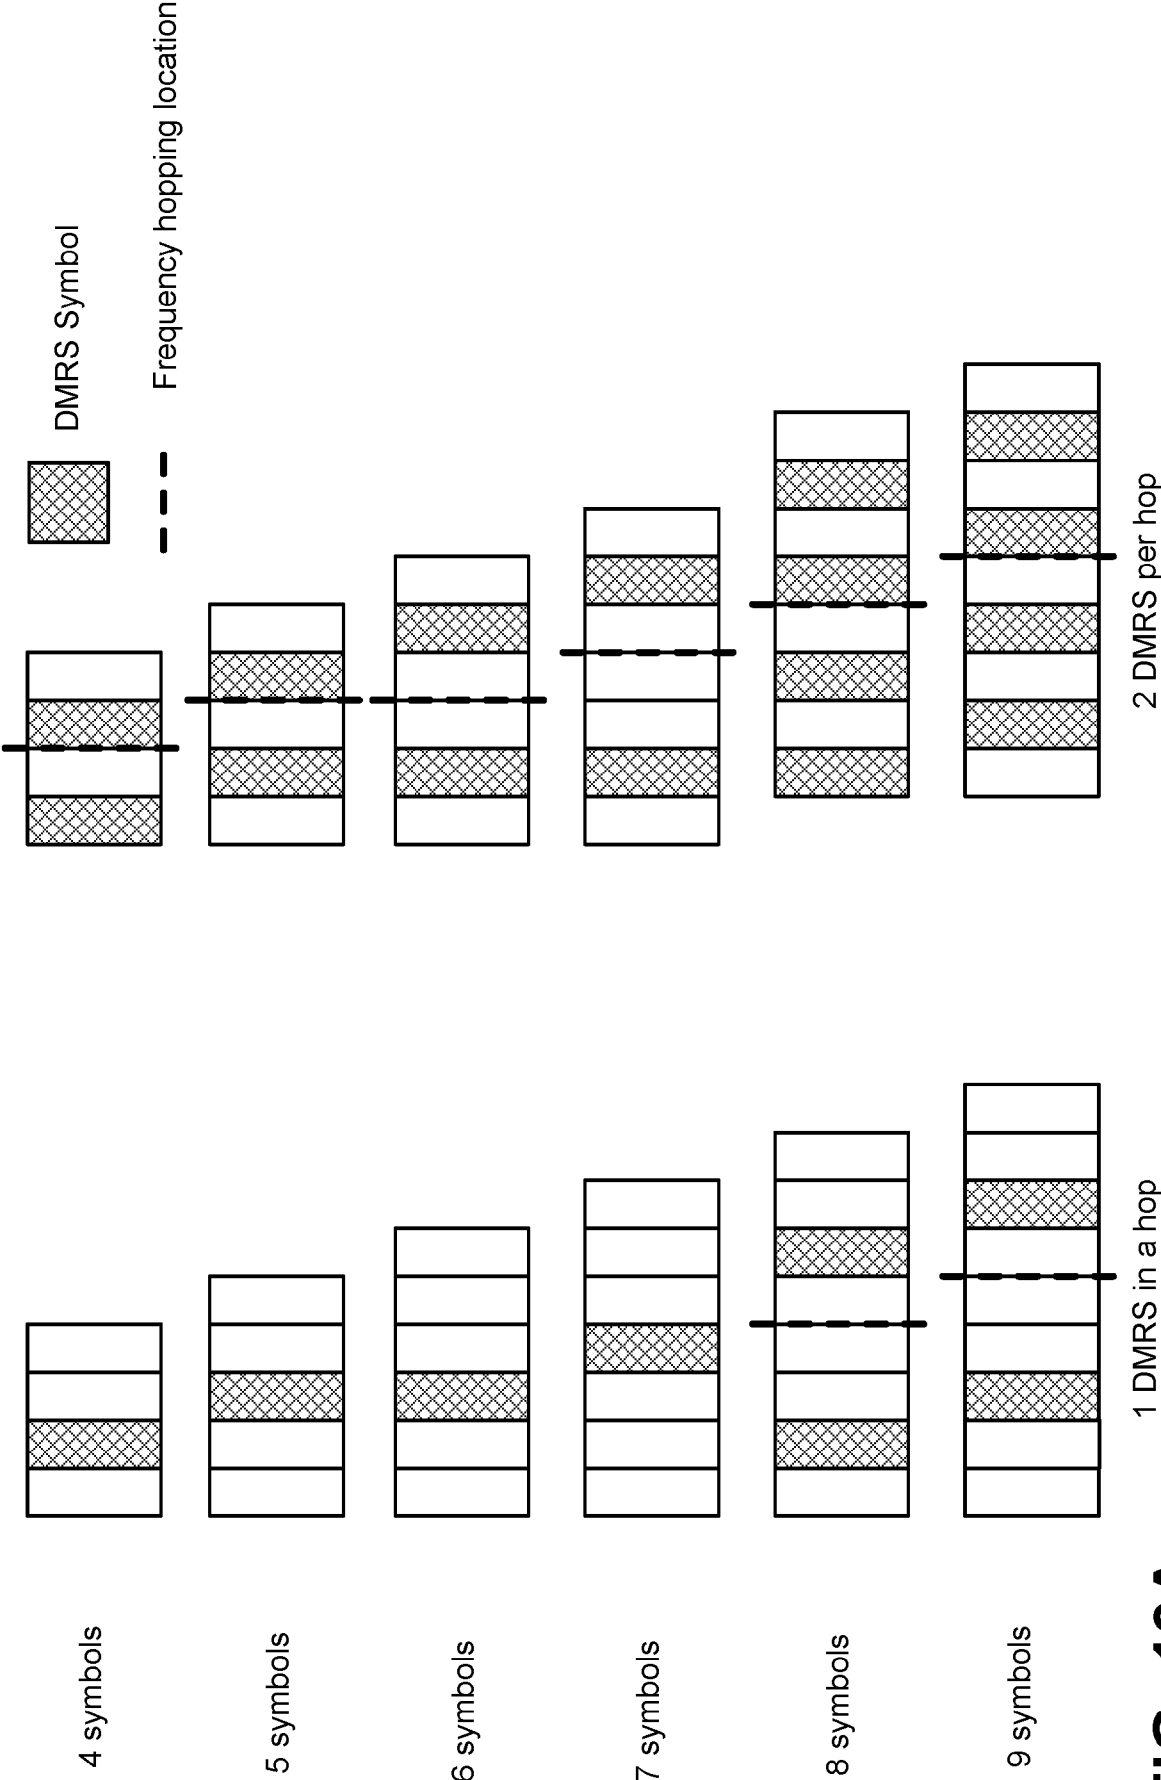 DMRS Symbol
Frequency hopping location
4 symbols
5 symbols
6 symbols
7 symbols
8 symbols
9 symbols
1 DMRS in a hop
2 DMRS per hop